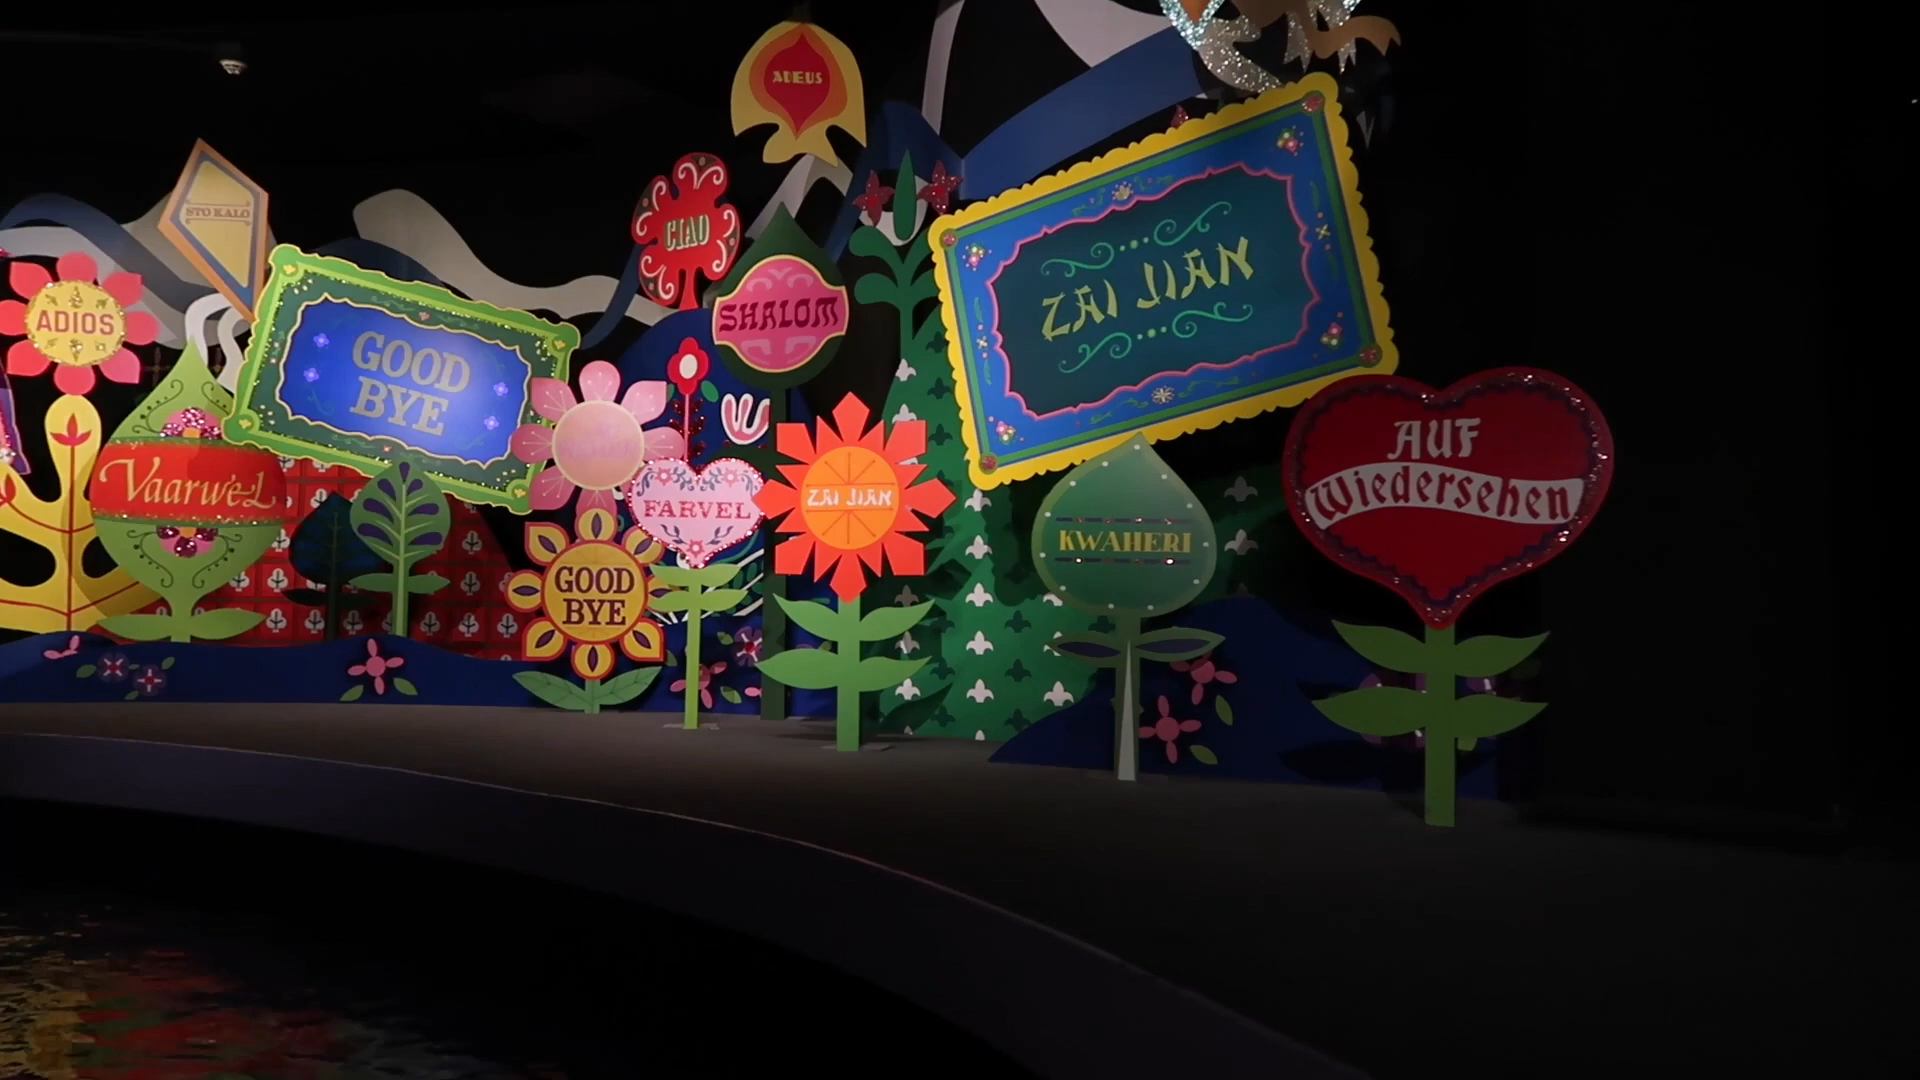 ADEUS
STO KALO
CIAO
ADIOS
SHALOM
ZAI JIAN
GOOD
BYE
AUF
Wiedersehen
Vaarwel
FARVEL
ZAI JIAN
KWAHERI
GOOD
BYE